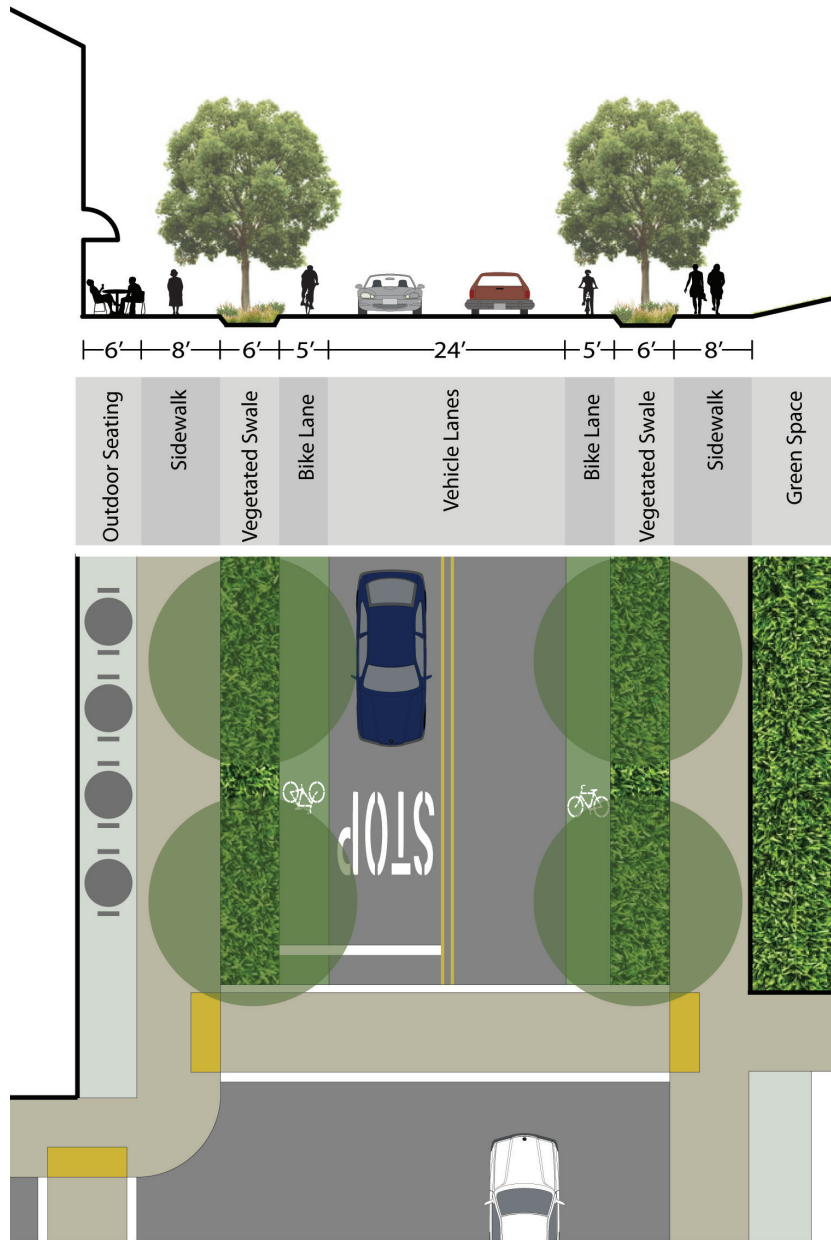 6' 8' 6' 5' 24' 5' 6' 8'
Outdoor Seating
Sidewalk
Vegetated Swale
Bike Lane
Vehicle Lanes
Bike Lane
Vegetated Swale
Sidewalk
Green Space
STOP